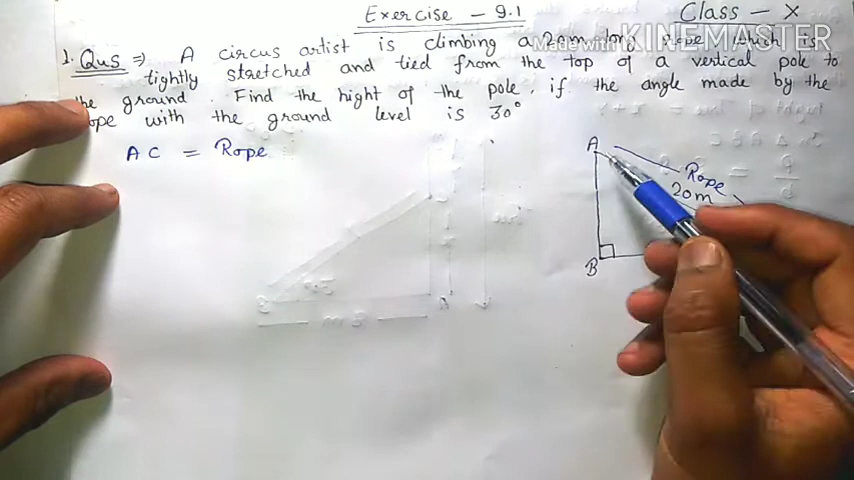 Exercise - 9.1
Class - X
1. Qus ⇒ A circus artist is climbing a 20m long Rope which is
tightly stretched and tied from the top of a vertical pole to
the ground. Find the hight of the pole, if the angle made by the
rope with the ground level is 30°
AC = Rope
A
Rope
20m
B
Made with KINEMASTER